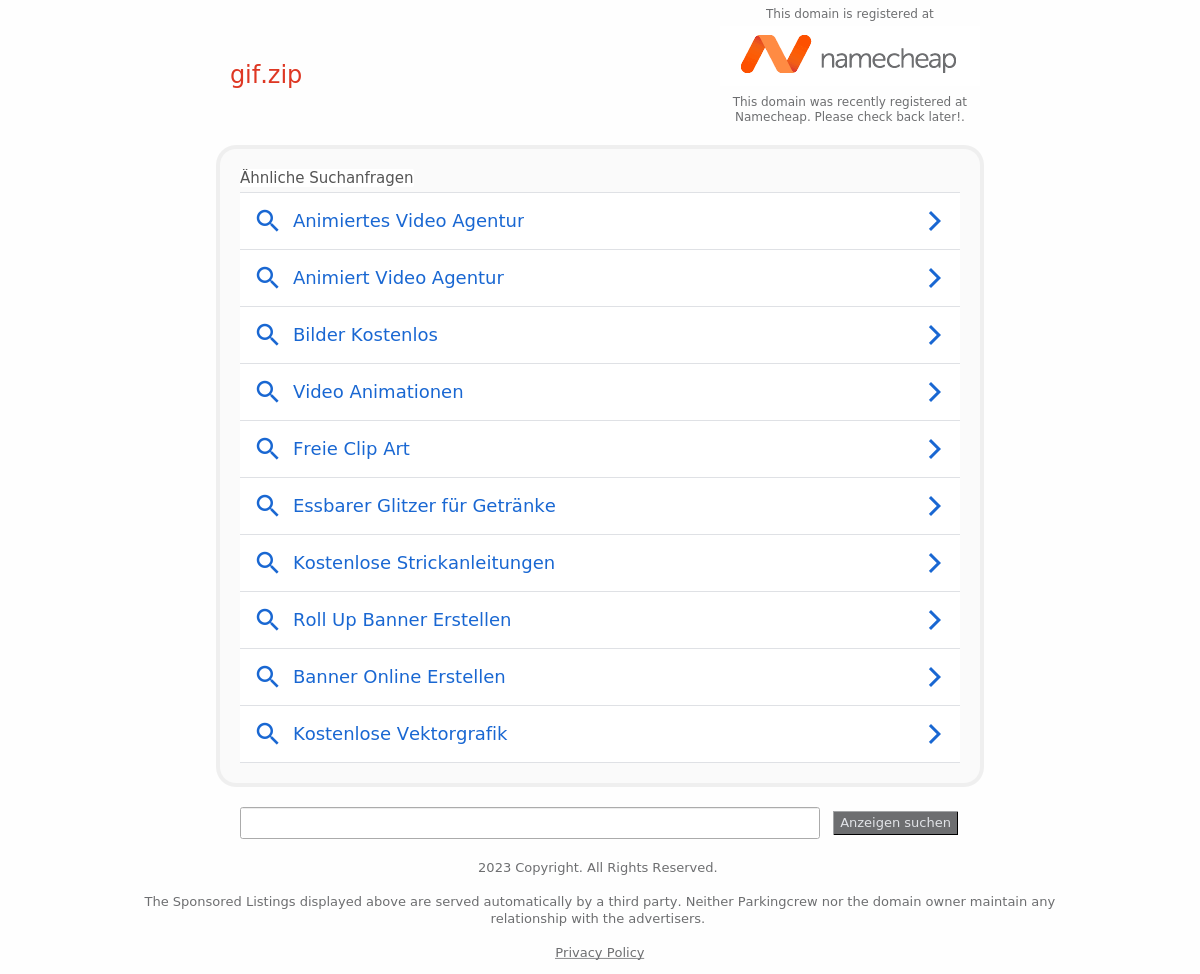 This domain is registered at
namecheap
gif.zip
This domain was recently registered at
Namecheap. Please check back later!.
Ähnliche Suchanfragen
Animiertes Video Agentur
Animiert Video Agentur
Bilder Kostenlos
Video Animationen
Freie Clip Art
Essbarer Glitzer für Getränke
Kostenlose Strickanleitungen
Roll Up Banner Erstellen
Banner Online Erstellen
Kostenlose Vektorgrafik
Anzeigen suchen
2023 Copyright. All Rights Reserved.
The Sponsored Listings displayed above are served automatically by a third party. Neither Parkingcrew nor the domain owner maintain any
relationship with the advertisers.
Privacy Policy